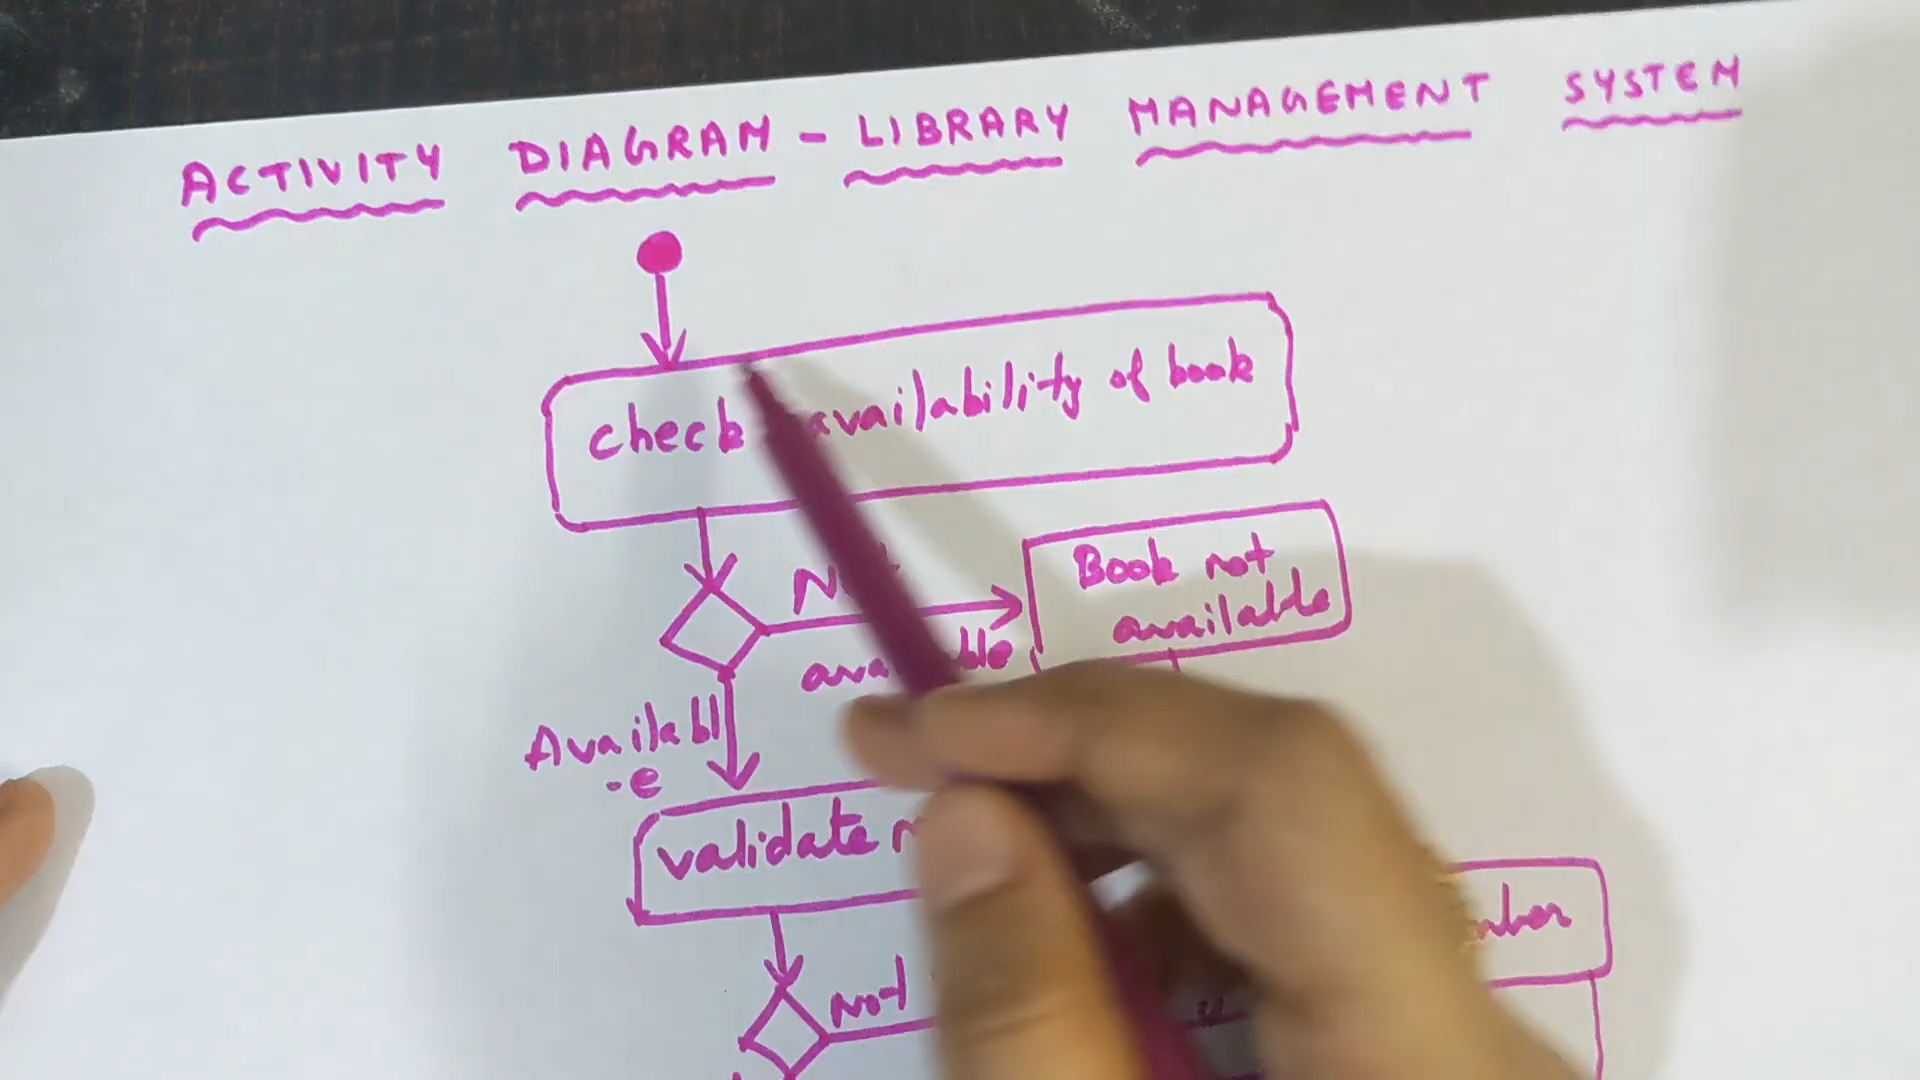 ACTIVITY DIAGRAM - LIBRARY MANAGEMENT SYSTEM
check availability of book
Book not
available
Availabl
-e
validate
Not